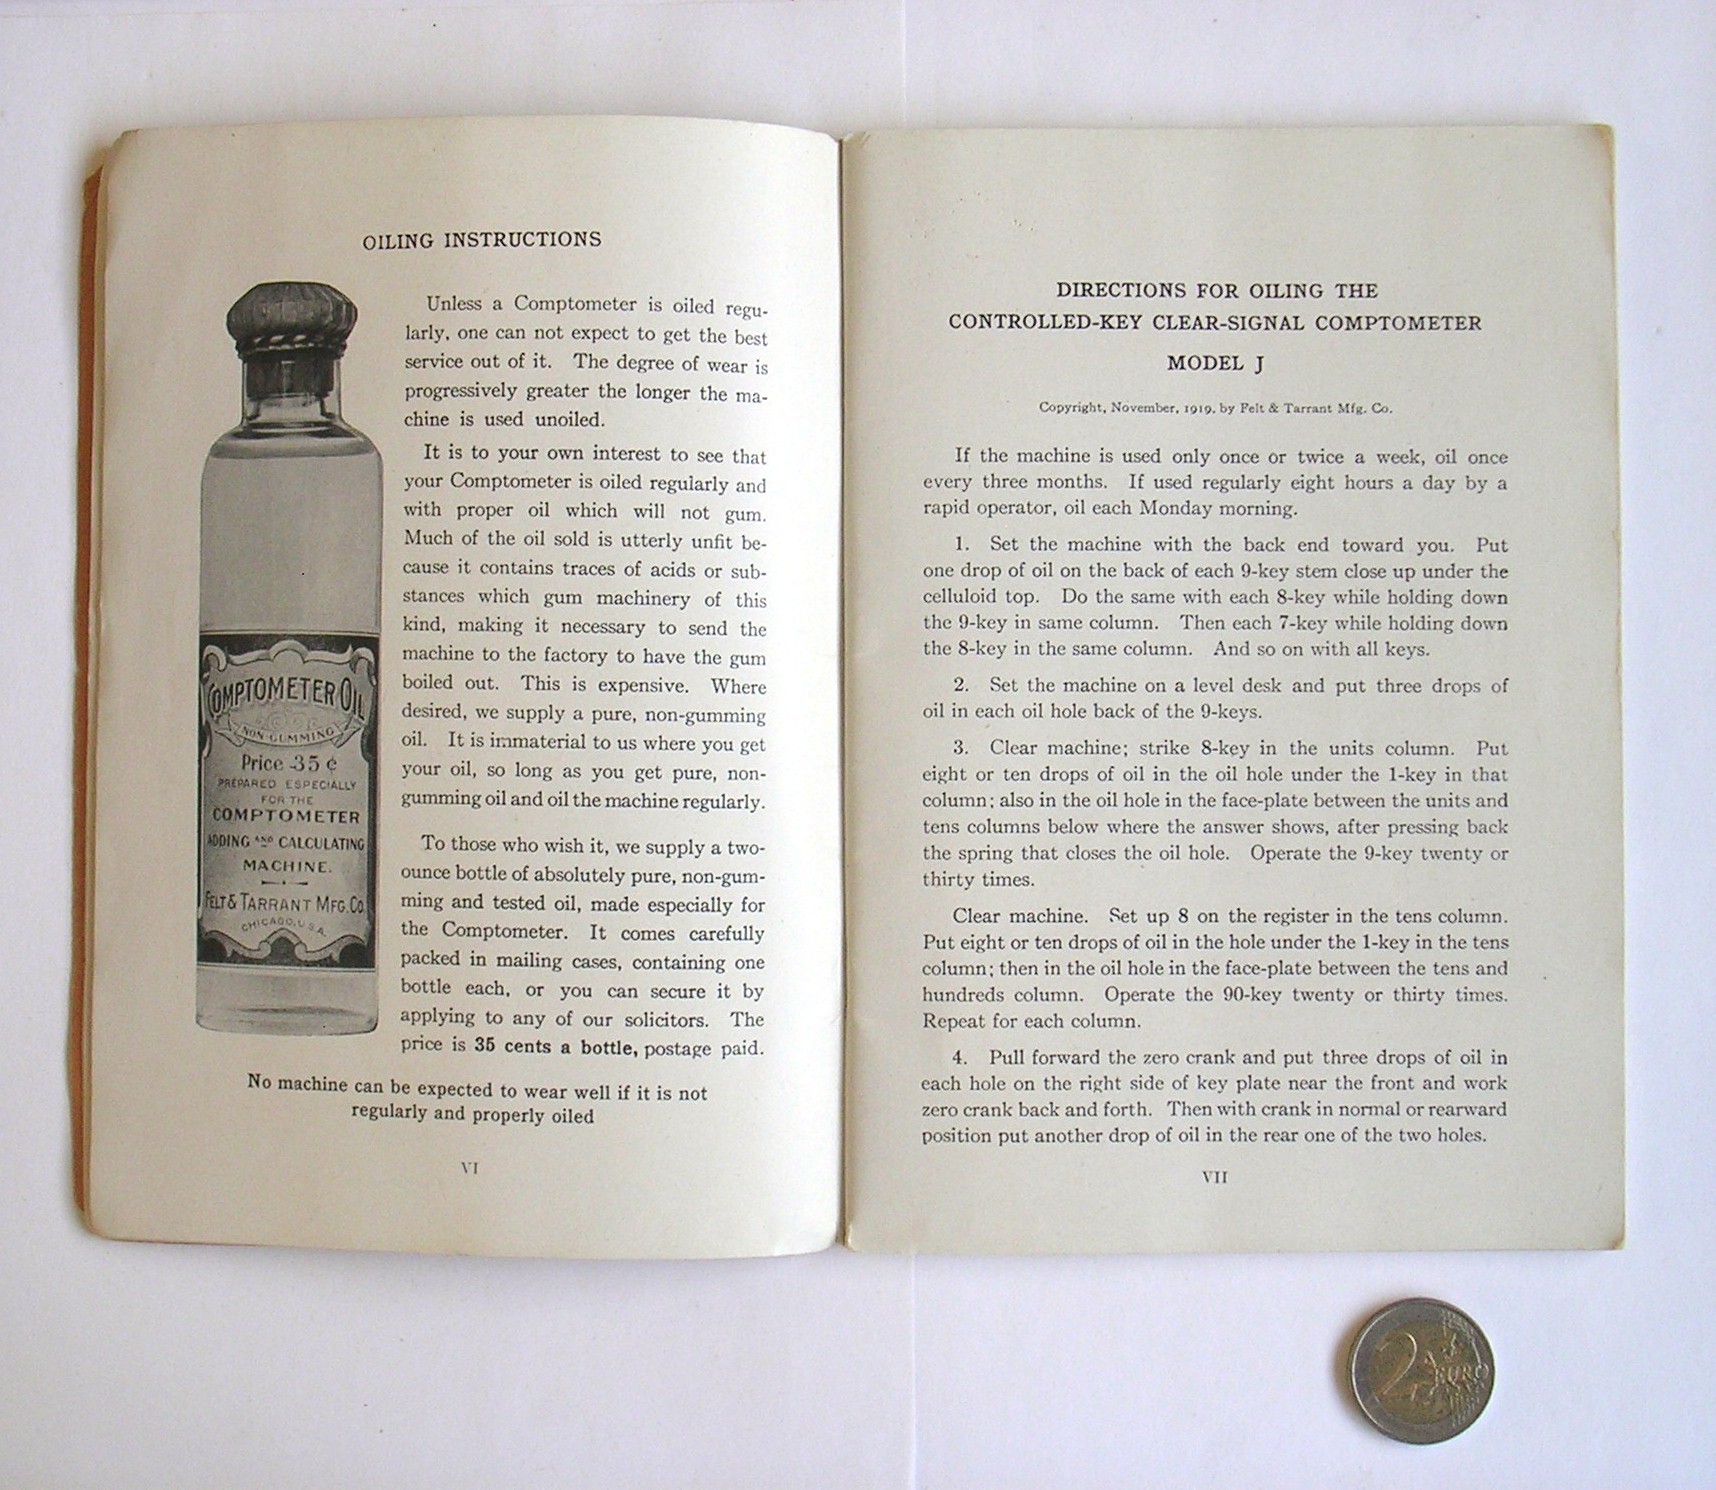 OILING INSTRUCTIONS
COMPTOMETER OIL
NON-GUMMING
Price 35 ¢
PREPARED ESPECIALLY
FOR THE
COMPTOMETER
ADDING AND CALCULATING
MACHINE.
FELT & TARRANT MFG. CO.
CHICAGO, U.S.A.
Unless a Comptometer is oiled regu-
larly, one can not expect to get the best
service out of it. The degree of wear is
progressively greater the longer the ma-
chine is used unoiled.
It is to your own interest to see that
your Comptometer is oiled regularly and
with proper oil which will not gum.
Much of the oil sold is utterly unfit be-
cause it contains traces of acids or sub-
stances which gum machinery of this
kind, making it necessary to send the
machine to the factory to have the gum
boiled out. This is expensive. Where
desired, we supply a pure, non-gumming
oil. It is immaterial to us where you get
your oil, so long as you get pure, non-
gumming oil and oil the machine regularly.
To those who wish it, we supply a two-
ounce bottle of absolutely pure, non-gum-
ming and tested oil, made especially for
the Comptometer. It comes carefully
packed in mailing cases, containing one
bottle each, or you can secure it by
applying to any of our solicitors. The
price is 35 cents a bottle, postage paid.
No machine can be expected to wear well if it is not
regularly and properly oiled
VI
DIRECTIONS FOR OILING THE
CONTROLLED-KEY CLEAR-SIGNAL COMPTOMETER
MODEL J
Copyright, November, 1919, by Felt & Tarrant Mfg. Co.
If the machine is used only once or twice a week, oil once
every three months. If used regularly eight hours a day by a
rapid operator, oil each Monday morning.
1. Set the machine with the back end toward you. Put
one drop of oil on the back of each 9-key stem close up under the
celluloid top. Do the same with each 8-key while holding down
the 9-key in same column. Then each 7-key while holding down
the 8-key in the same column. And so on with all keys.
2. Set the machine on a level desk and put three drops of
oil in each oil hole back of the 9-keys.
3. Clear machine; strike 8-key in the units column. Put
eight or ten drops of oil in the oil hole under the 1-key in that
column; also in the oil hole in the face-plate between the units and
tens columns below where the answer shows, after pressing back
the spring that closes the oil hole. Operate the 9-key twenty or
thirty times.
Clear machine. Set up 8 on the register in the tens column.
Put eight or ten drops of oil in the hole under the 1-key in the tens
column; then in the oil hole in the face-plate between the tens and
hundreds column. Operate the 90-key twenty or thirty times.
Repeat for each column.
4. Pull forward the zero crank and put three drops of oil in
each hole on the right side of key plate near the front and work
zero crank back and forth. Then with crank in normal or rearward
position put another drop of oil in the rear one of the two holes.
VII
2 EURO